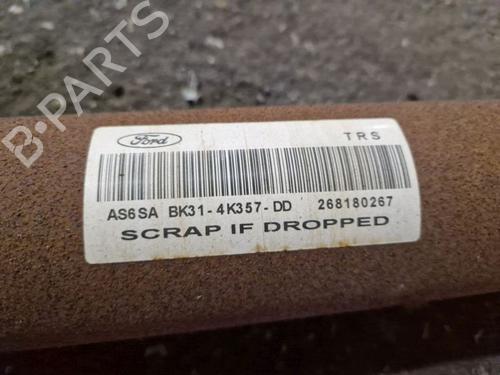 B-PARTS
Ford
TRS
AS6SA BK31-4K357-DD 268180267
SCRAP IF DROPPED